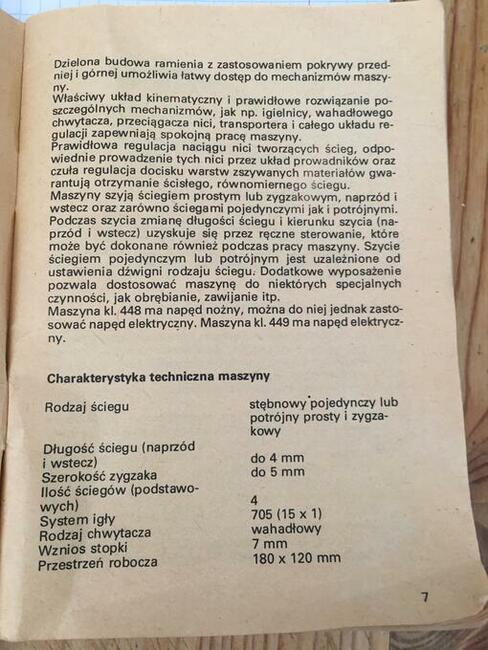 Dzielona budowa ramienia z zastosowaniem pokrywy przed-
niej i górnej umożliwia łatwy dostęp do mechanizmów maszy-
ny.
Właściwy układ kinematyczny i prawidłowe rozwiązanie po-
szczególnych mechanizmów, jak np. igielnicy, wahadłowego
chwytacza, przeciągacza nici, transportera i całego układu re-
gulacji zapewniają spokojną pracę maszyny.
Prawidłowa regulacja naciągu nici tworzących ścieg, odpo-
wiednie prowadzenie tych nici przez układ prowadników oraz
czuła regulacja docisku warstw zszywanych materiałów gwa-
rantują otrzymanie ścisłego, równomiernego ściegu.
Maszyny szyją ściegiem prostym lub zygzakowym, naprzód i
wstecz oraz zarówno ściegami pojedynczymi jak i potrójnymi.
Podczas szycia zmianę długości ściegu i kierunku szycia (na-
przód i wstecz) uzyskuje się przez ręczne sterowanie, które
może być dokonane również podczas pracy maszyny. Szycie
ściegiem pojedynczym lub potrójnym jest uzależnione od
ustawienia dźwigni rodzaju ściegu. Dodatkowe wyposażenie
pozwala dostosować maszynę do niektórych specjalnych
czynności, jak obrębianie, zawijanie itp.
Maszyna kl. 448 ma napęd nożny, można do niej jednak zasto-
sować napęd elektryczny. Maszyna kl. 449 ma napęd elektrycz-
ny.
Charakterystyka techniczna maszyny
Rodzaj ściegu stębnowy pojedynczy lub
potrójny prosty i zygza-
kowy
Długość ściegu (naprzód
i wstecz) do 4 mm
Szerokość zygzaka do 5 mm
Ilość ściegów (podstawo-
wych) 4
System igły 705 (15 x 1)
Rodzaj chwytacza wahadłowy
Wznios stopki 7 mm
Przestrzeń robocza 180 x 120 mm
7